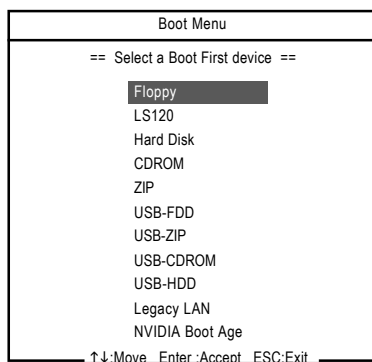 Boot Menu
== Select a Boot First device ==
Floppy
LS120
Hard Disk
CDROM
ZIP
USB-FDD
USB-ZIP
USB-CDROM
USB-HDD
Legacy LAN
NVIDIA Boot Age
↑↓:Move Enter :Accept ESC:Exit